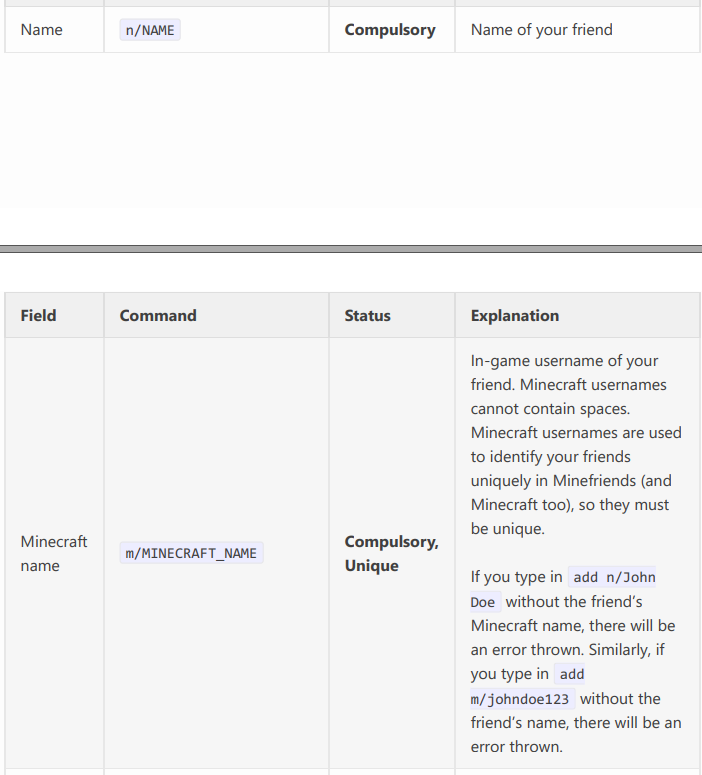 Name n/NAME Compulsory Name of your friend
Field Command Status Explanation
Minecraft
name
m/MINECRAFT_NAME
Compulsory,
Unique
In-game username of your
friend. Minecraft usernames
cannot contain spaces.
Minecraft usernames are used
to identify your friends
uniquely in Minefriends (and
Minecraft too), so they must
be unique.
If you type in add n/John
Doe without the friend’s
Minecraft name, there will be
an error thrown. Similarly, if
you type in add
m/johndoe123 without the
friend’s name, there will be an
error thrown.